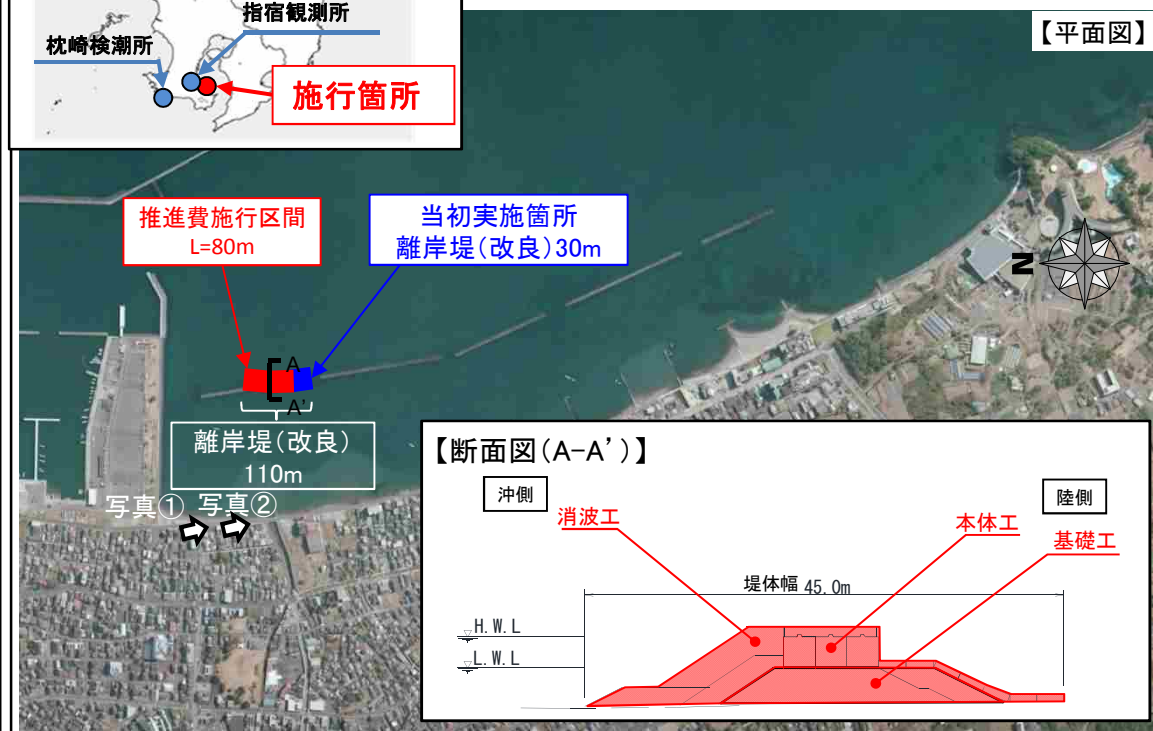 指宿観測所
枕崎検潮所
施行箇所
【平面図】
推進費施行区間
L=80m
当初実施箇所
離岸堤(改良)30m
N
A
A'
離岸堤(改良)
110m
写真① 写真②
【断面図(A-A')】
沖側
陸側
消波工
本体工
基礎工
堤体幅 45.0m
H.W.L
L.W.L